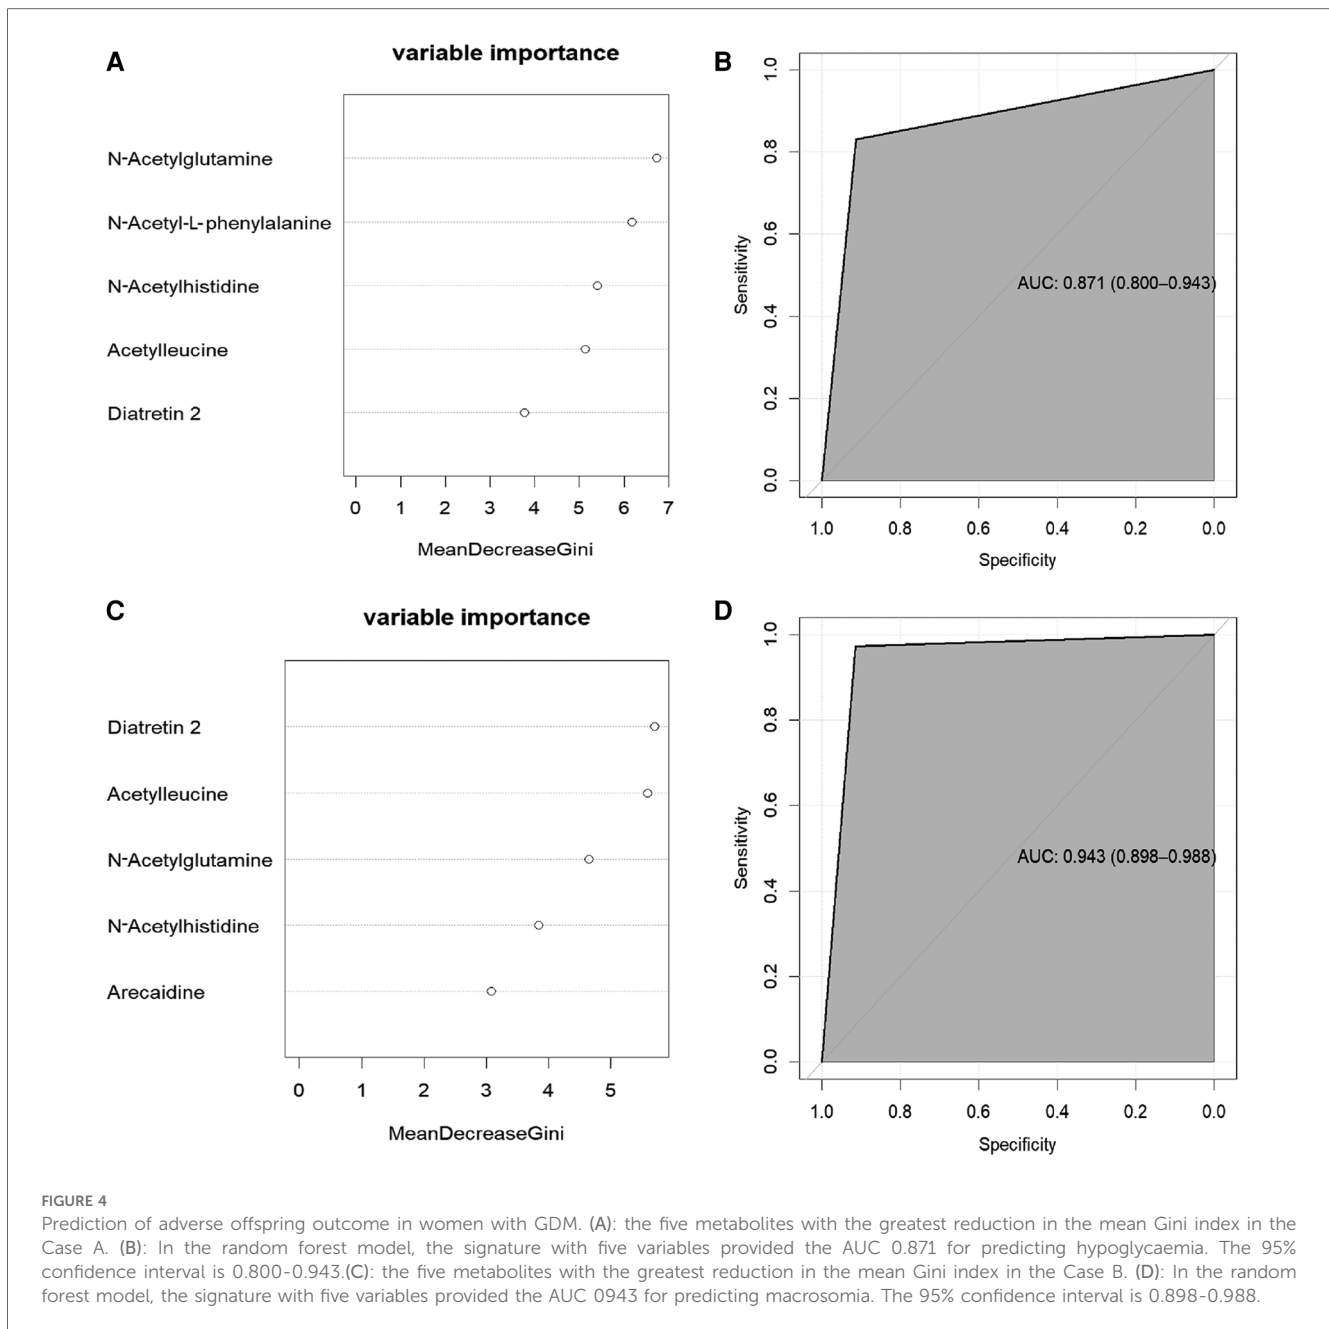 A
variable importance
N-Acetylglutamine
N-Acetyl-L-phenylalanine
N-Acetylhistidine
Acetylleucine
Diatretin 2
0 1 2 3 4 5 6 7
MeanDecreaseGini
B
1.0
0.8
0.6
0.4
0.2
0.0
Sensitivity
AUC: 0.871 (0.800–0.943)
1.0 0.8 0.6 0.4 0.2 0.0
Specificity
C
variable importance
Diatretin 2
Acetylleucine
N-Acetylglutamine
N-Acetylhistidine
Arecaidine
0 1 2 3 4 5
MeanDecreaseGini
D
1.0
0.8
0.6
0.4
0.2
0.0
Sensitivity
AUC: 0.943 (0.898–0.988)
1.0 0.8 0.6 0.4 0.2 0.0
Specificity
FIGURE 4
Prediction of adverse offspring outcome in women with GDM. (A): the five metabolites with the greatest reduction in the mean Gini index in the
Case A. (B): In the random forest model, the signature with five variables provided the AUC 0.871 for predicting hypoglycaemia. The 95%
confidence interval is 0.800-0.943.(C): the five metabolites with the greatest reduction in the mean Gini index in the Case B. (D): In the random
forest model, the signature with five variables provided the AUC 0943 for predicting macrosomia. The 95% confidence interval is 0.898-0.988.